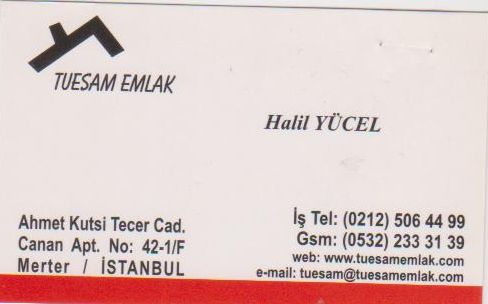 TUESAM EMLAK
Halil YÜCEL
Ahmet Kutsi Tecer Cad.
Canan Apt. No: 42-1/F
Merter / İSTANBUL
İş Tel: (0212) 506 44 99
Gsm: (0532) 233 31 39
web: www.tuesamemlak.com
e-mail: tuesam@tuesamemlak.com